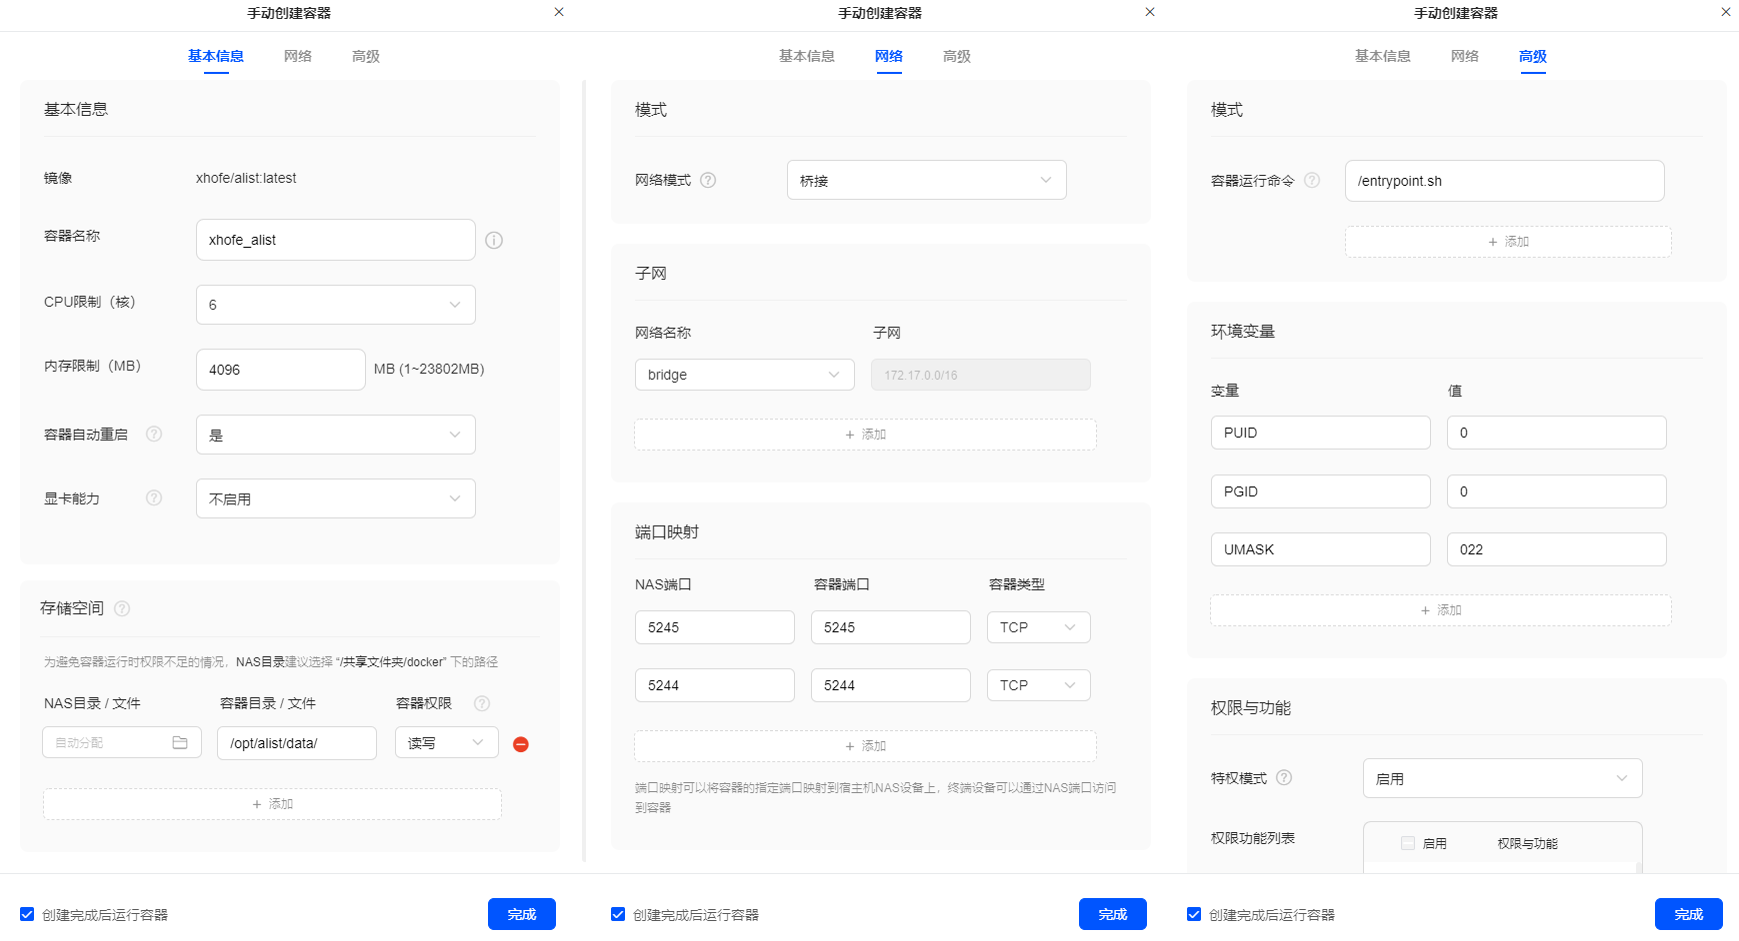 手动创建容器
基本信息 网络 高级
基本信息
镜像 xhofe/alist:latest
容器名称 xhofe_alist
CPU限制（核） 6
内存限制（MB） 4096 MB (1~23802MB)
容器自动重启 是
显卡能力 不启用
存储空间
为避免容器运行时权限不足的情况，NAS目录建议选择 “/共享文件夹/docker” 下的路径
NAS目录 / 文件 容器目录 / 文件 容器权限
自动分配 /opt/alist/data/ 读写
+ 添加
创建完成后运行容器 完成
手动创建容器
基本信息 网络 高级
模式
网络模式 桥接
子网
网络名称 子网
bridge 172.17.0.0/16
+ 添加
端口映射
NAS端口 容器端口 容器类型
5245 5245 TCP
5244 5244 TCP
+ 添加
端口映射可以将容器的指定端口映射到宿主机NAS设备上，终端设备可以通过NAS端口访问
到容器
创建完成后运行容器 完成
手动创建容器
基本信息 网络 高级
模式
容器运行命令 /entrypoint.sh
+ 添加
环境变量
变量 值
PUID 0
PGID 0
UMASK 022
+ 添加
权限与功能
特权模式 启用
权限功能列表 启用 权限与功能
创建完成后运行容器 完成